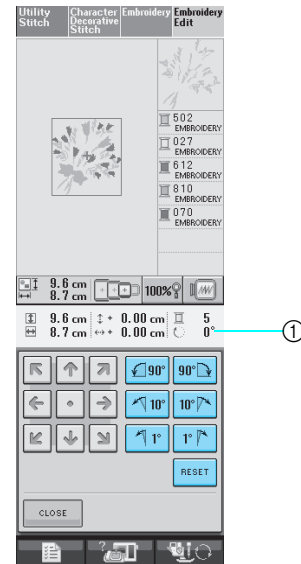 Utility Stitch
Character Decorative Stitch
Embroidery
Embroidery Edit
502
EMBROIDERY
027
EMBROIDERY
612
EMBROIDERY
810
EMBROIDERY
070
EMBROIDERY
9.6 cm
8.7 cm
100%
9.6 cm + 0.00 cm 5
8.7 cm + 0.00 cm 0°
1
90° 90°
10° 10°
1° 1°
RESET
CLOSE
?